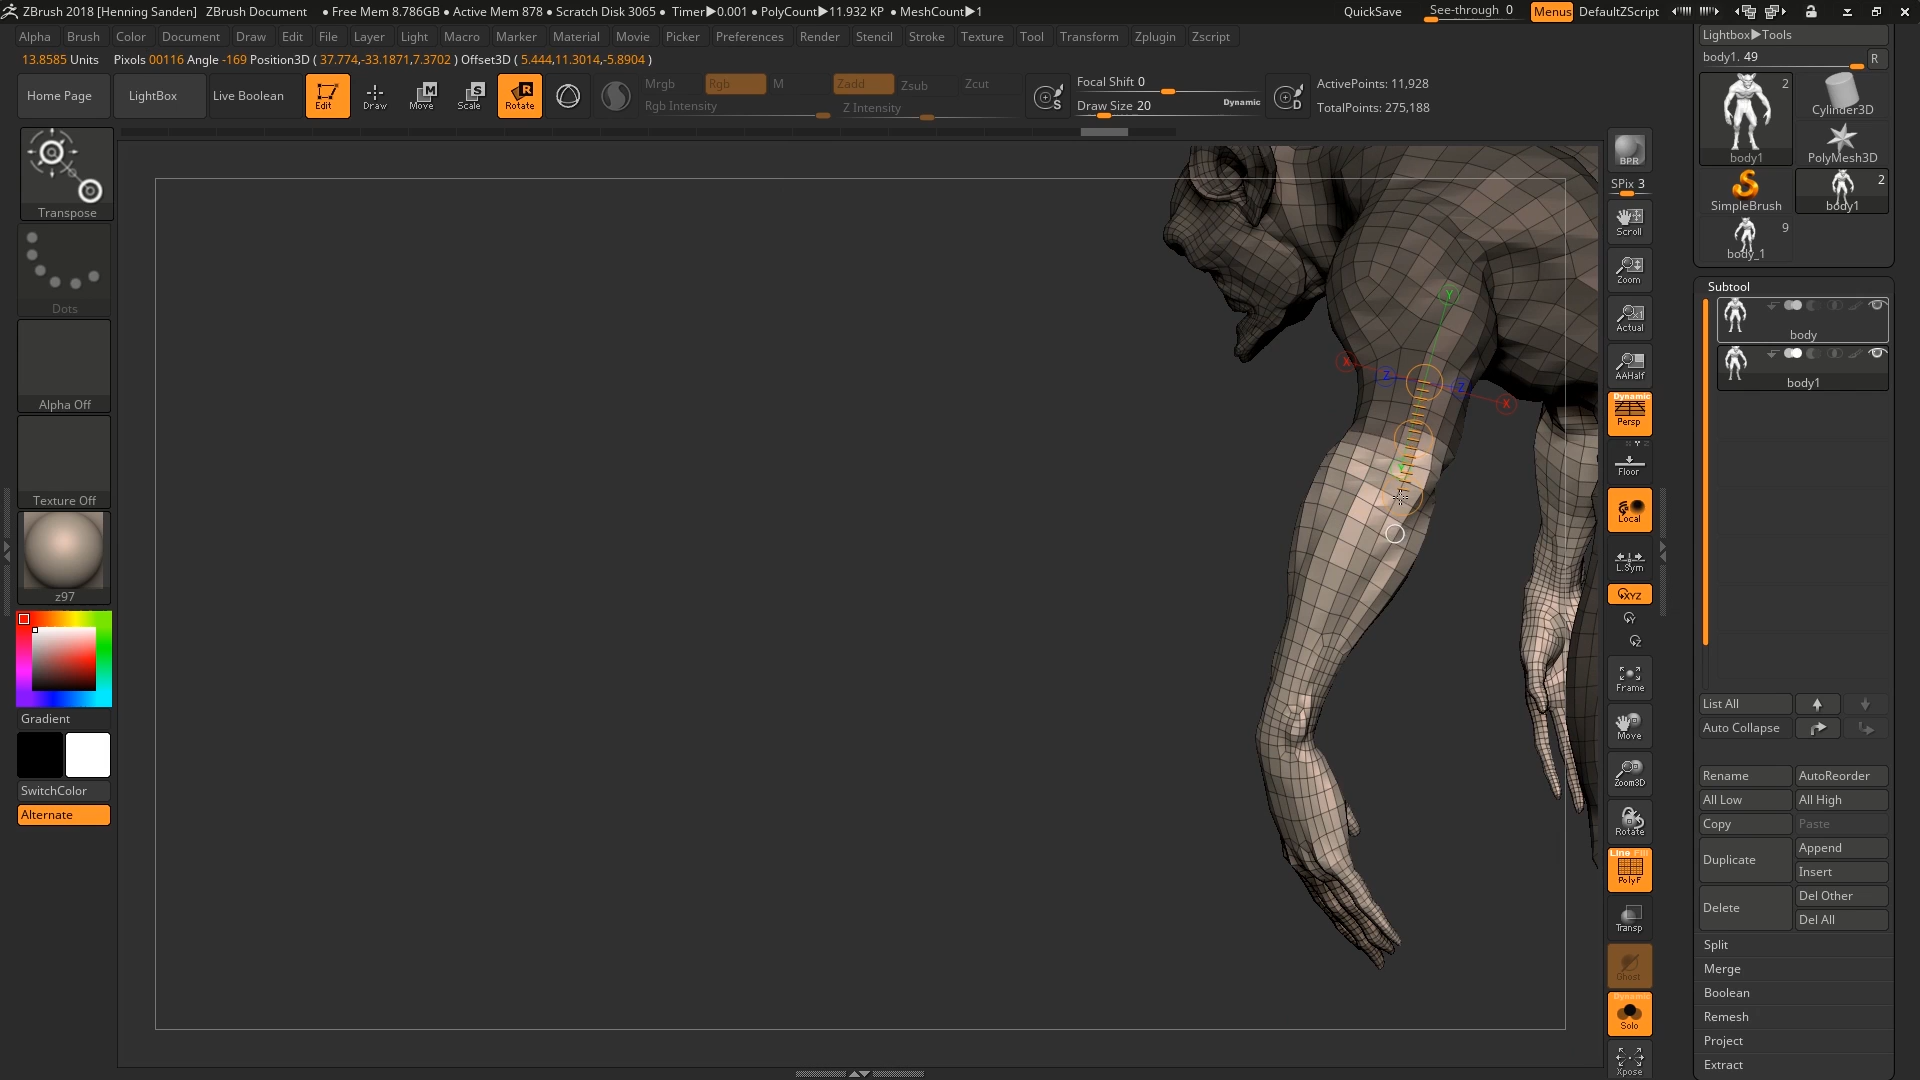 ZBrush 2018 [Henning Sanden] ZBrush Document • Free Mem 8.786GB • Active Mem 878 • Scratch Disk 3065 • Timer▶0.001 • PolyCount▶11.932 KP • MeshCount▶1 QuickSave See-through 0 Menus DefaultZScript
Alpha Brush Color Document Draw Edit File Layer Light Macro Marker Material Movie Picker Preferences Render Stencil Stroke Texture Tool Transform Zplugin Zscript
13.8585 Units Pixols 00116 Angle -169 Position3D ( 37.774,-33.1871,7.3702 ) Offset3D ( 5.444,11.3014,-5.8904 )
Home Page LightBox Live Boolean Edit Draw Move Scale Rotate
Mrgb Rgb M Zadd Zsub Zcut
Rgb Intensity Z Intensity
S
Focal Shift 0
Draw Size 20 Dynamic
D
ActivePoints: 11,928
TotalPoints: 275,188
Transpose
Dots
Alpha Off
Texture Off
z97
Gradient
SwitchColor
Alternate
Y
X
Z
Z
X
BPR
SPix 3
Scroll
Zoom
Actual
AAHalf
Dynamic
Persp
Floor
Local
L.Sym
XYZ
Y
Z
Frame
Move
Zoom3D
Rotate
Line Fill
PolyF
Transp
Ghost
Dynamic
Solo
Xpose
Lightbox▶Tools
body1. 49 R
2
body1
Cylinder3D
PolyMesh3D
SimpleBrush
2
body1
9
body_1
Subtool
body
body1
List All
Auto Collapse
Rename AutoReorder
All Low All High
Copy Paste
Duplicate Append
Insert
Delete Del Other
Del All
Split
Merge
Boolean
Remesh
Project
Extract